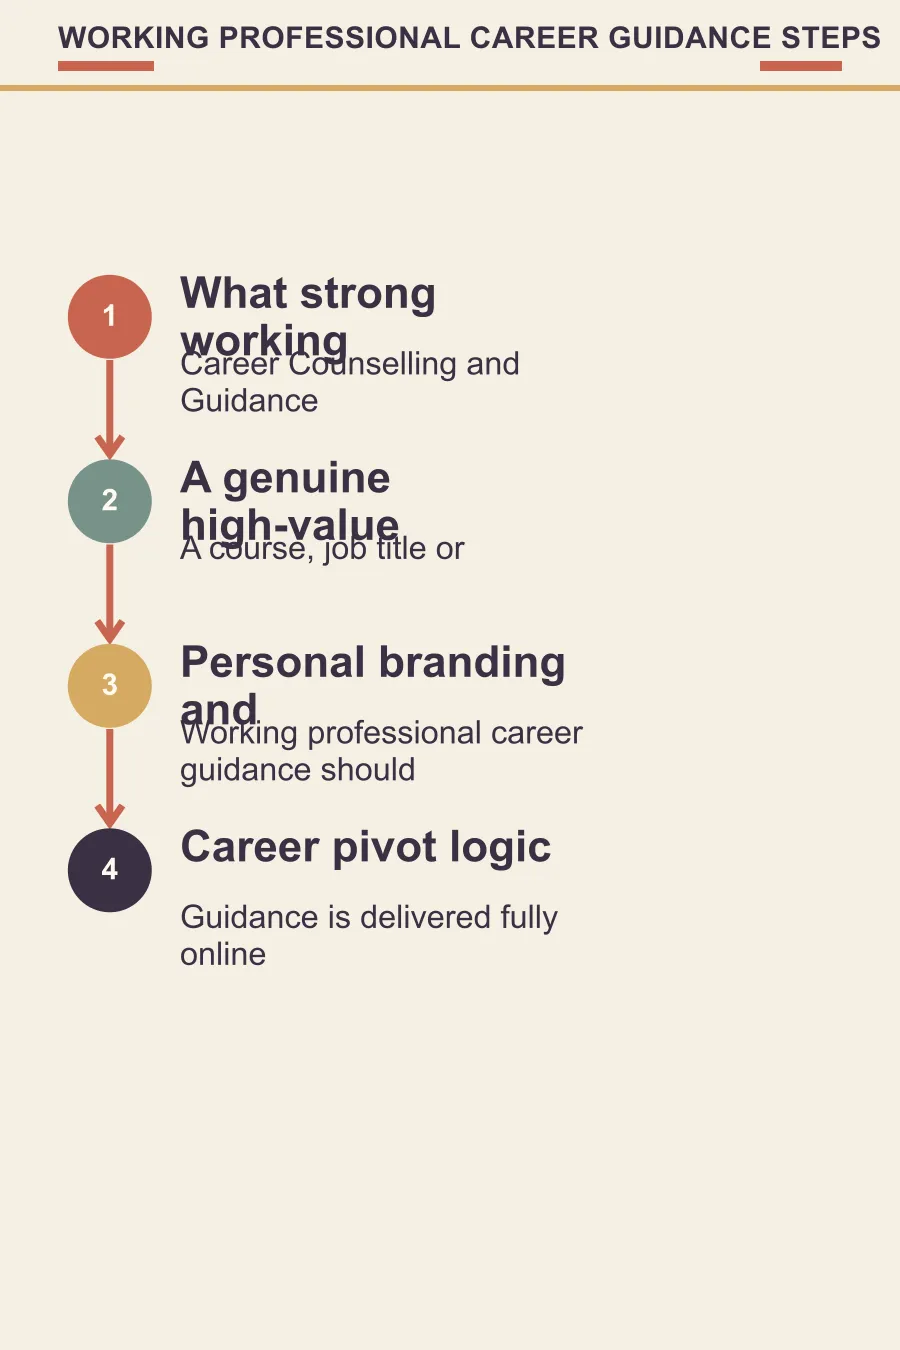 WORKING PROFESSIONAL CAREER GUIDANCE STEPS
1
What strong
working
Career Counselling and
Guidance
2
A genuine
high-value
A course, job title or
3
Personal branding
and
Working professional career
guidance should
4
Career pivot logic
Guidance is delivered fully
online